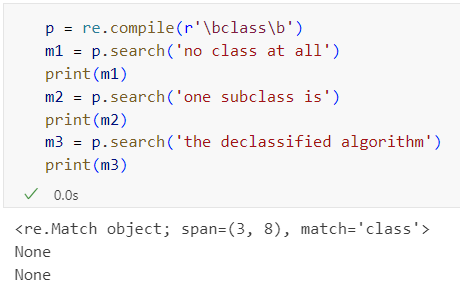 p = re.compile(r'\bclass\b')
m1 = p.search('no class at all')
print(m1)
m2 = p.search('one subclass is')
print(m2)
m3 = p.search('the declassified algorithm')
print(m3)
0.0s
<re.Match object; span=(3, 8), match='class'>
None
None